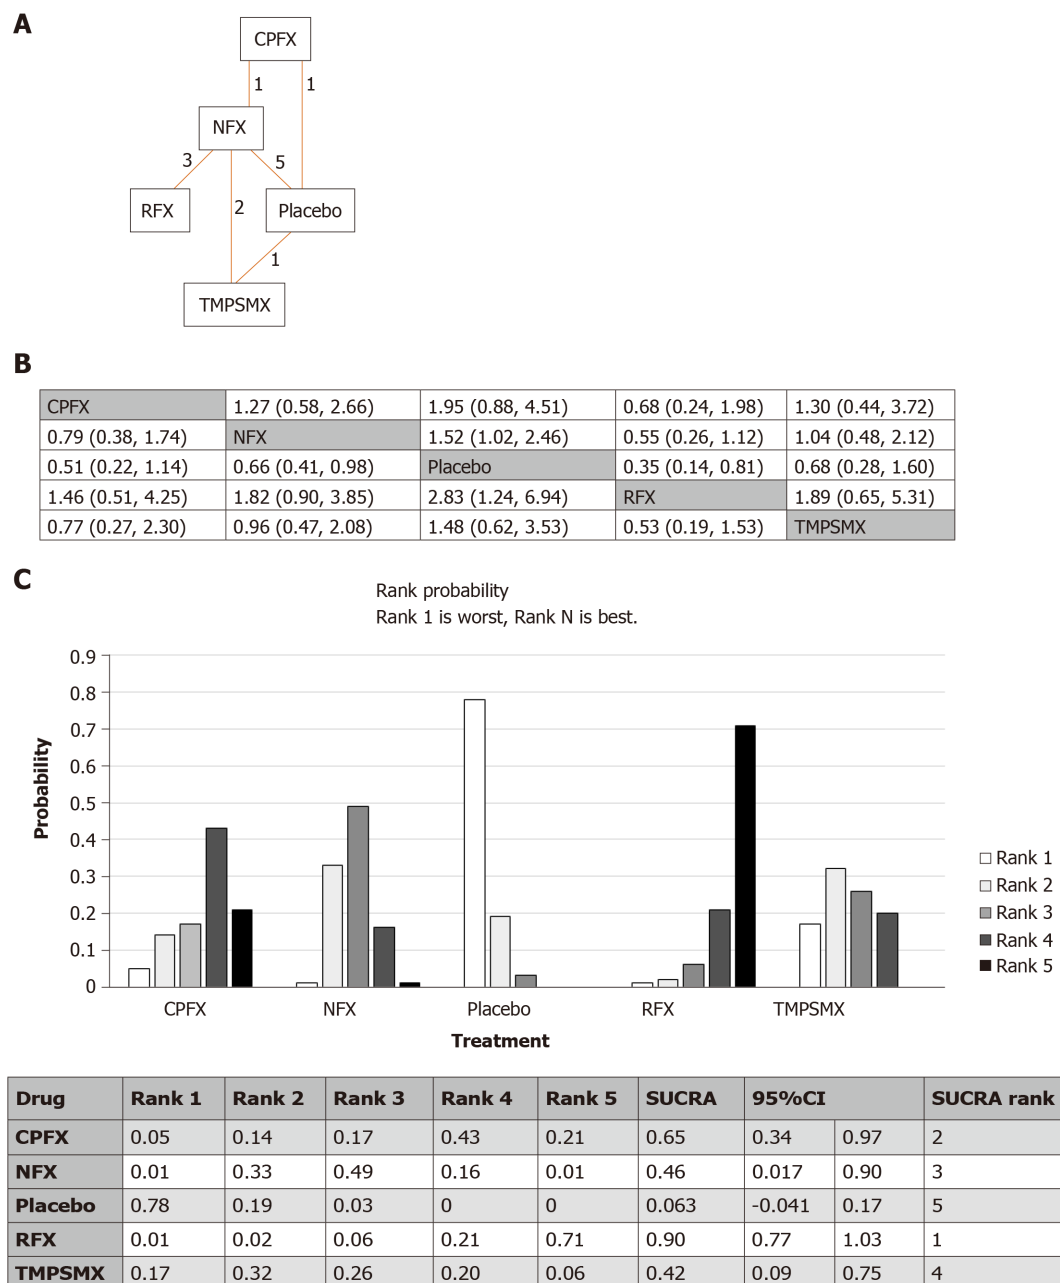 A
CPFX
1 1
NFX
3 5
RFX 2 Placebo
1
TMPSMX
B
CPFX 1.27 (0.58, 2.66) 1.95 (0.88, 4.51) 0.68 (0.24, 1.98) 1.30 (0.44, 3.72)
0.79 (0.38, 1.74) NFX 1.52 (1.02, 2.46) 0.55 (0.26, 1.12) 1.04 (0.48, 2.12)
0.51 (0.22, 1.14) 0.66 (0.41, 0.98) Placebo 0.35 (0.14, 0.81) 0.68 (0.28, 1.60)
1.46 (0.51, 4.25) 1.82 (0.90, 3.85) 2.83 (1.24, 6.94) RFX 1.89 (0.65, 5.31)
0.77 (0.27, 2.30) 0.96 (0.47, 2.08) 1.48 (0.62, 3.53) 0.53 (0.19, 1.53) TMPSMX
C
Rank probability
Rank 1 is worst, Rank N is best.
Probability
0.9
0.8
0.7
0.6
0.5
0.4
0.3
0.2
0.1
0
CPFX NFX Placebo RFX TMPSMX
Treatment
Rank 1
Rank 2
Rank 3
Rank 4
Rank 5
Drug Rank 1 Rank 2 Rank 3 Rank 4 Rank 5 SUCRA 95%CI SUCRA rank
CPFX 0.05 0.14 0.17 0.43 0.21 0.65 0.34 0.97 2
NFX 0.01 0.33 0.49 0.16 0.01 0.46 0.017 0.90 3
Placebo 0.78 0.19 0.03 0 0 0.063 -0.041 0.17 5
RFX 0.01 0.02 0.06 0.21 0.71 0.90 0.77 1.03 1
TMPSMX 0.17 0.32 0.26 0.20 0.06 0.42 0.09 0.75 4